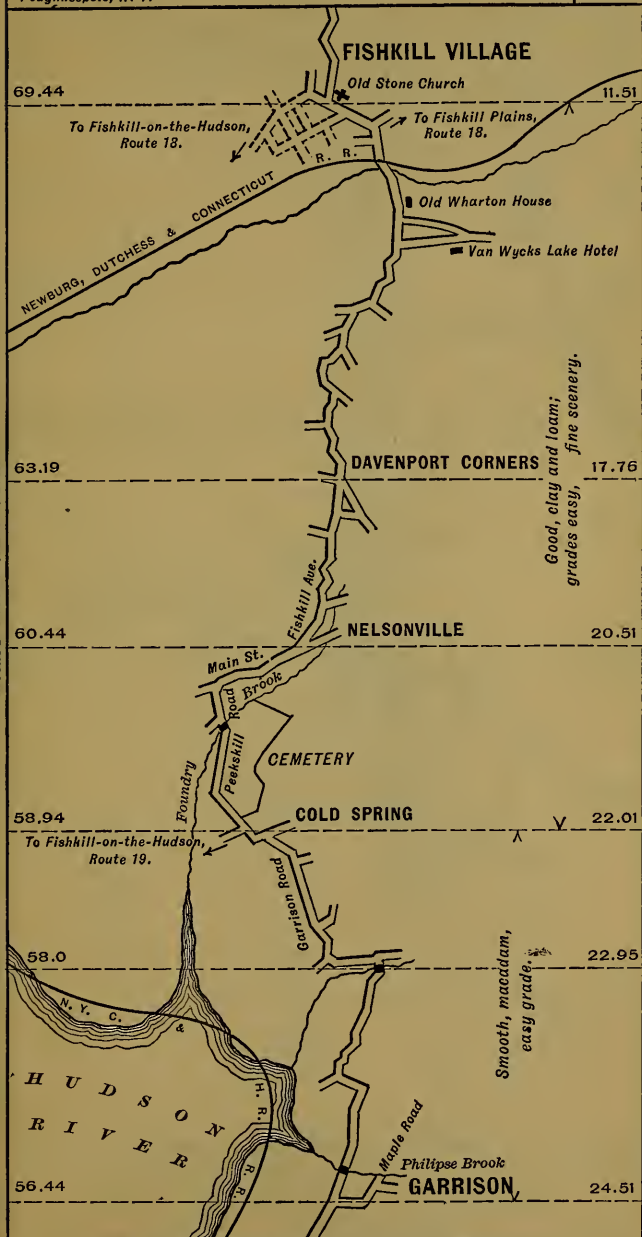 FISHKILL VILLAGE
Old Stone Church
69.44
11.51
To Fishkill-on-the-Hudson,
Route 18.
To Fishkill Plains,
Route 18.
R. R.
NEWBURG, DUTCHESS & CONNECTICUT
Old Wharton House
Van Wycks Lake Hotel
Good, clay and loam;
grades easy, fine scenery.
63.19
DAVENPORT CORNERS
17.76
Fishkill Ave.
60.44
NELSONVILLE
20.51
Main St.
Brook
Road
Peekskill
CEMETERY
Foundry
58.94
COLD SPRING
22.01
To Fishkill-on-the-Hudson,
Route 19.
Garrison Road
58.0
22.95
Smooth, macadam,
easy grade.
N. Y. C.
&
H. R.
R. R.
HUDSON
RIVER
Maple Road
Philipse Brook
56.44
GARRISON
24.51